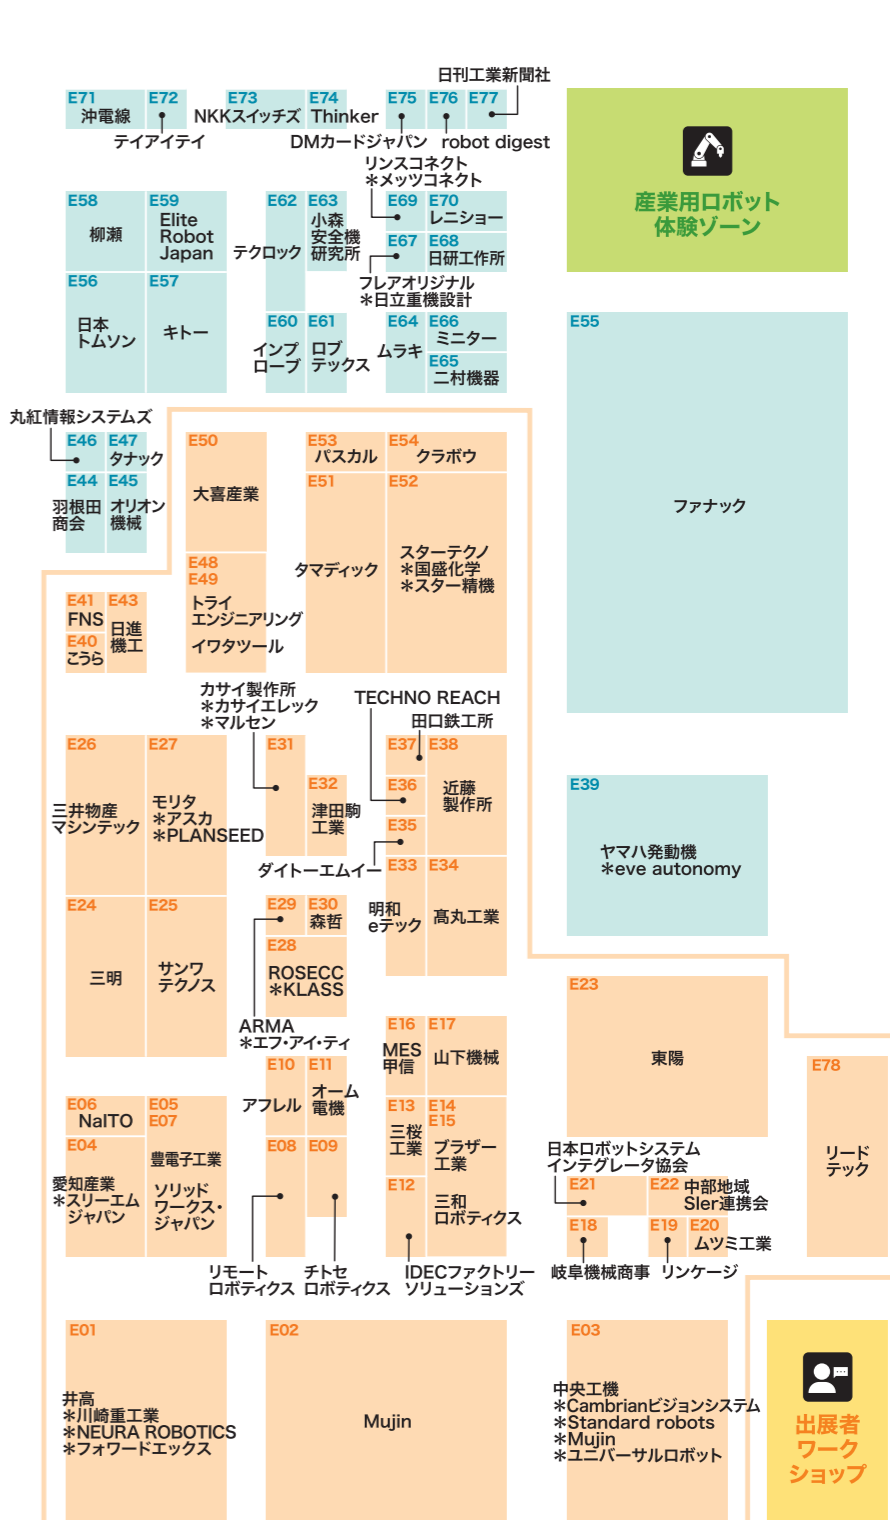 日刊工業新聞社
E71
沖電線
E72
テイアイテイ
E73
NKKスイッチズ
E74
Thinker
E75
DMカードジャパン
E76
robot digest
E77
産業用ロボット
体験ゾーン
リンスコネクト
＊メッツコネクト
E58
柳瀬
E59
Elite
Robot
Japan
E62
テクロック
E63
小森
安全機
研究所
E69
E70
レニショー
E67
E68
日研工作所
フレアオリジナル
＊日立重機設計
E56
日本
トムソン
E57
キトー
E60
インプ
ローブ
E61
ロブ
テックス
E64
ムラキ
E66
ミニター
E65
二村機器
E55
ファナック
丸紅情報システムズ
E46
E47
タナック
E44
羽根田
商会
E45
オリオン
機械
E50
大喜産業
E53
パスカル
E54
クラボウ
E51
タマディック
E52
スターテクノ
＊国盛化学
＊スター精機
E48
E49
トライ
エンジニアリング
イワタツール
E41
FNS
E43
日進
機工
E40
こうら
カサイ製作所
＊カサイエレック
＊マルセン
TECHNO REACH
田口鉄工所
E26
三井物産
マシンテック
E27
モリタ
＊アスカ
＊PLANSEED
E31
E32
津田駒
工業
E37
E38
近藤
製作所
E36
E35
ダイトーエムイー
E39
ヤマハ発動機
＊eve autonomy
E33
明和
eテック
E34
髙丸工業
E24
三明
E25
サンワ
テクノス
E29
E30
森哲
E28
ROSECC
＊KLASS
ARMA
＊エフ・アイ・ティ
E23
東陽
E16
MES
甲信
E17
山下機械
E78
リード
テック
E10
アフレル
E11
オーム
電機
E06
NaITO
E05
E07
豊電子工業
ソリッド
ワークス・
ジャパン
E04
愛知産業
＊スリーエム
ジャパン
E08
E09
リモート
ロボティクス
チトセ
ロボティクス
E13
三桜
工業
E14
E15
ブラザー
工業
三和
ロボティクス
E12
IDECファクトリー
ソリューションズ
日本ロボットシステム
インテグレータ協会
E21
E22
中部地域
SIer連携会
E18
岐阜機械商事
E19
リンケージ
E20
ムツミ工業
E01
井高
＊川崎重工業
＊NEURA ROBOTICS
＊フォワードエックス
E02
Mujin
E03
中央工機
＊Cambrianビジョンシステム
＊Standard robots
＊Mujin
＊ユニバーサルロボット
出展者
ワーク
ショップ